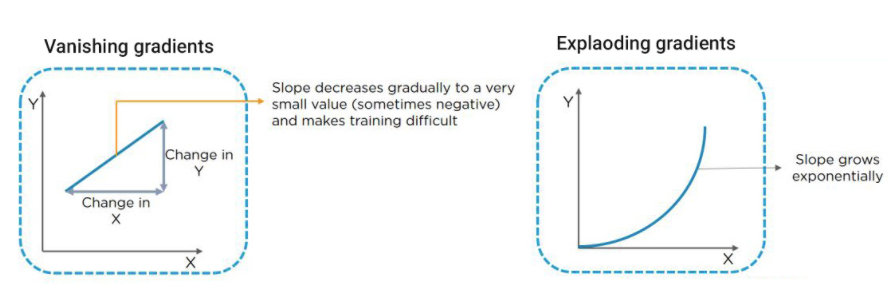 Vanishing gradients
Y
Change in
Y
Change in
X
X
Slope decreases gradually to a very
small value (sometimes negative)
and makes training difficult
Explaoding gradients
Y
X
Slope grows
exponentially